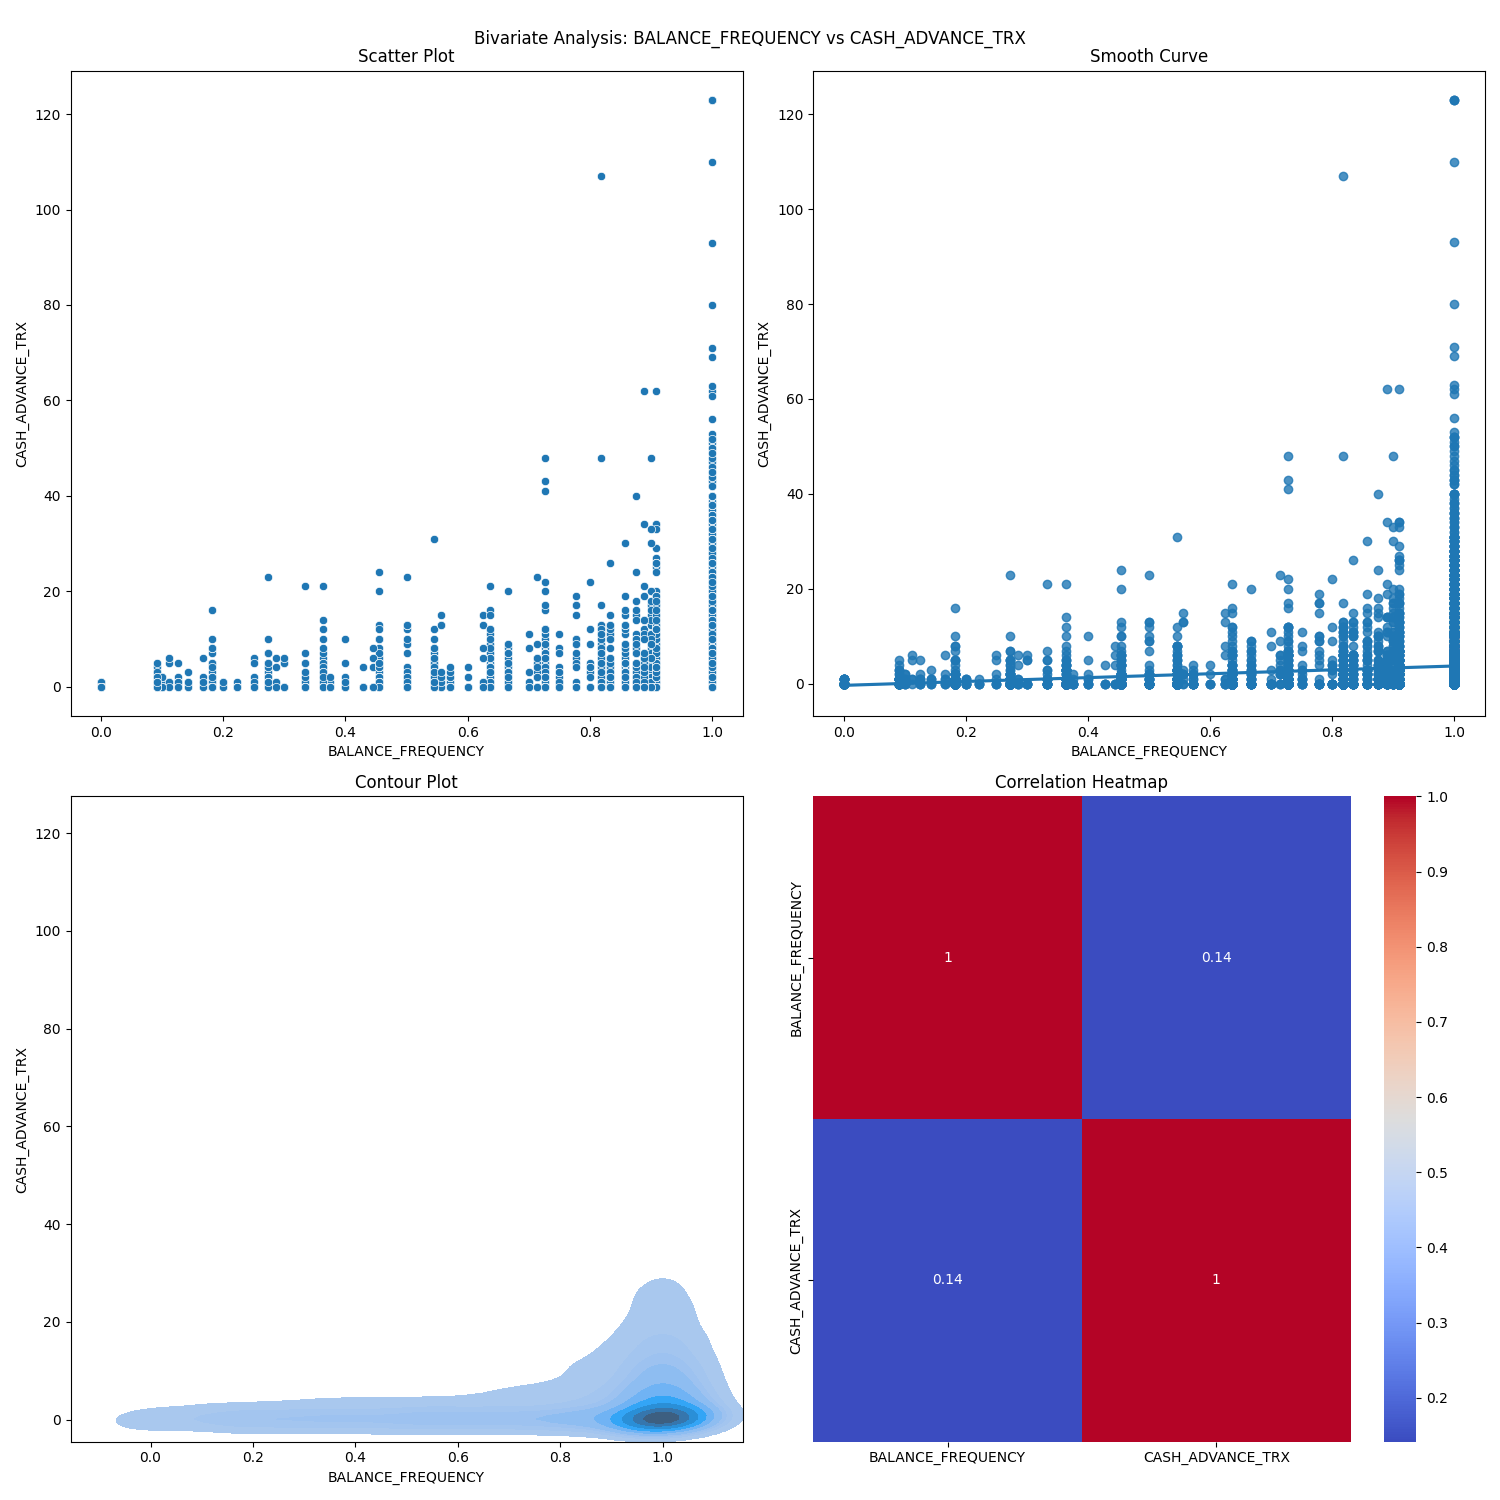 Bivariate Analysis: BALANCE_FREQUENCY vs CASH_ADVANCE_TRX
Scatter Plot
120
100
80
60
40
20
0
CASH_ADVANCE_TRX
0.0 0.2 0.4 0.6 0.8 1.0
BALANCE_FREQUENCY
Smooth Curve
120
100
80
60
40
20
0
CASH_ADVANCE_TRX
0.0 0.2 0.4 0.6 0.8 1.0
BALANCE_FREQUENCY
Contour Plot
120
100
80
60
40
20
0
CASH_ADVANCE_TRX
0.0 0.2 0.4 0.6 0.8 1.0
BALANCE_FREQUENCY
Correlation Heatmap
BALANCE_FREQUENCY
1 0.14
CASH_ADVANCE_TRX
0.14 1
BALANCE_FREQUENCY CASH_ADVANCE_TRX
1.0
0.9
0.8
0.7
0.6
0.5
0.4
0.3
0.2